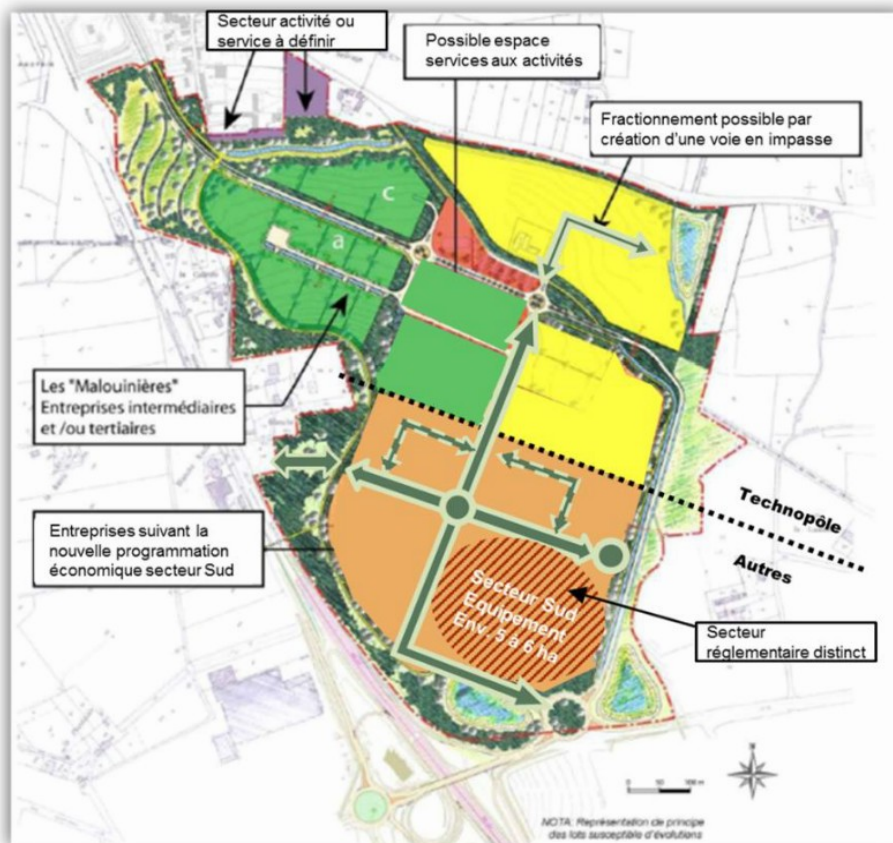 Secteur activité ou
service à définir
Possible espace
services aux activités
Fractionnement possible par
création d'une voie en impasse
c
a
Les "Malouinières"
Entreprises intermédiaires
et /ou tertiaires
Technopôle
Autres
Entreprises suivant la
nouvelle programmation
économique secteur Sud
Secteur Sud
Equipement
Env. 5 à 6 ha
Secteur
réglementaire distinct
NOTA: Représentation de principe
des lots susceptible d'évolutions